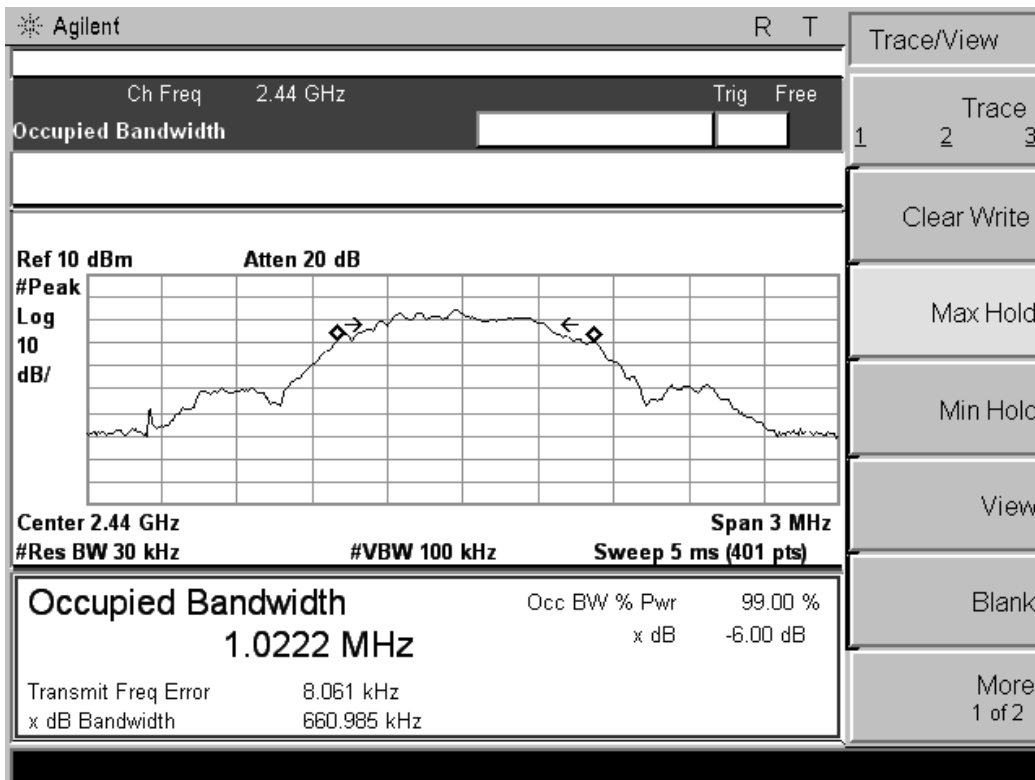 Agilent R T
Trace/View
Ch Freq 2.44 GHz Trig Free
Occupied Bandwidth
Trace
1 2 3
Clear Write
Ref 10 dBm Atten 20 dB
#Peak
Log
10
dB/
Max Hold
Min Hold
Center 2.44 GHz Span 3 MHz
#Res BW 30 kHz #VBW 100 kHz Sweep 5 ms (401 pts)
View
Occupied Bandwidth
1.0222 MHz
Occ BW % Pwr 99.00 %
x dB -6.00 dB
Transmit Freq Error 8.061 kHz
x dB Bandwidth 660.985 kHz
Blank
More
1 of 2